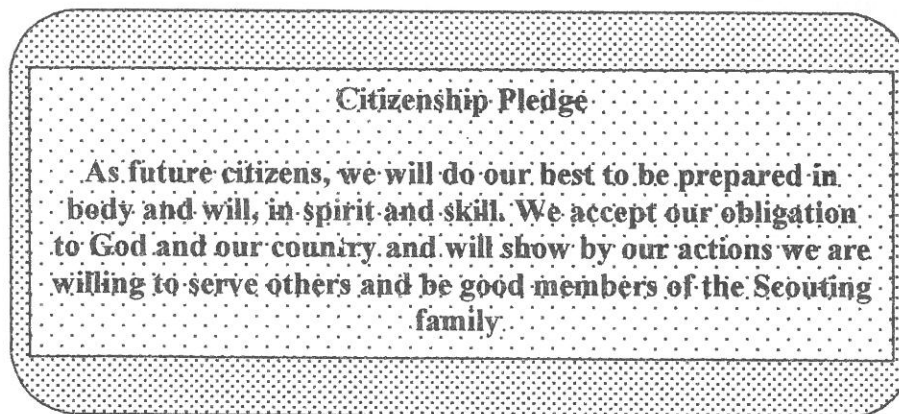 Citizenship Pledge
As future citizens, we will do our best to be prepared in
body and will, in spirit and skill. We accept our obligation
to God and our country and will show by our actions we are
willing to serve others and be good members of the Scouting
family